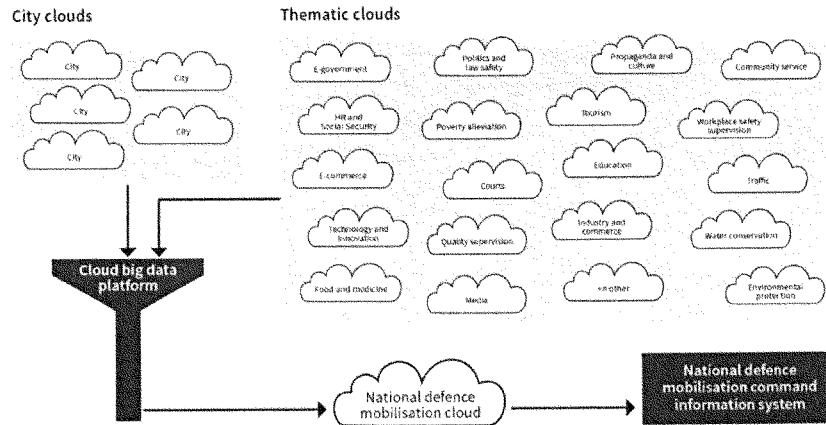 City clouds
Thematic clouds
City
City
City
City
City
E-government
Politics and
law safety
Propaganda and
culture
Community service
HR and
Social Security
Poverty alleviation
Tourism
Workplace safety
supervision
E-commerce
Courts
Education
Traffic
Technology and
Innovation
Quality supervision
Industry and
commerce
Water conservation
Food and medicine
Media
other
Environmental
protection
Cloud big data
platform
National defence
mobilisation cloud
National defence
mobilisation command
information system